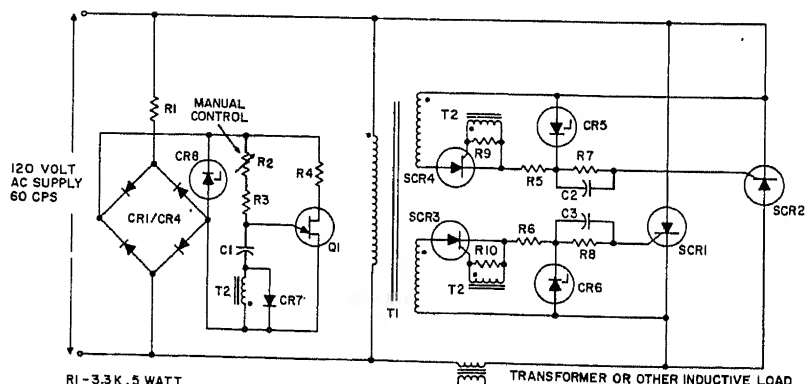 120 VOLT
AC SUPPLY
60 CPS
R1
MANUAL
CONTROL
CR8
R2
R3
R4
CR1/CR4
C1
Q1
T2
CR7
T1
T2
R9
SCR4
R5
CR5
R7
C2
SCR2
SCR3
R10
T2
R6
C3
R8
CR6
SCR1
R1-3.3K, 5 WATT
TRANSFORMER OR OTHER INDUCTIVE LOAD